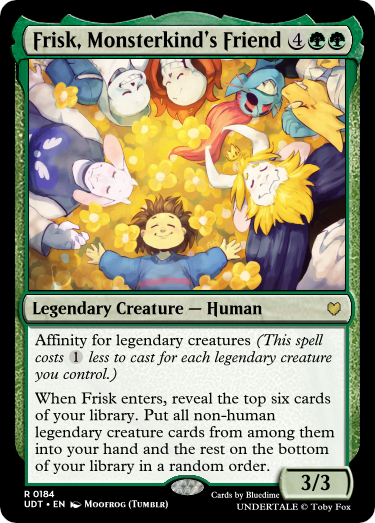 Frisk, Monsterkind's Friend 4
Legendary Creature — Human
Affinity for legendary creatures (This spell
costs 1 less to cast for each legendary creature
you control.)
When Frisk enters, reveal the top six cards
of your library. Put all non-human
legendary creature cards from among them
into your hand and the rest on the bottom
of your library in a random order.
3/3
R 0184
UDT • EN Moofrog (Tumblr)
Cards by Bluedime
UNDERTALE © Toby Fox